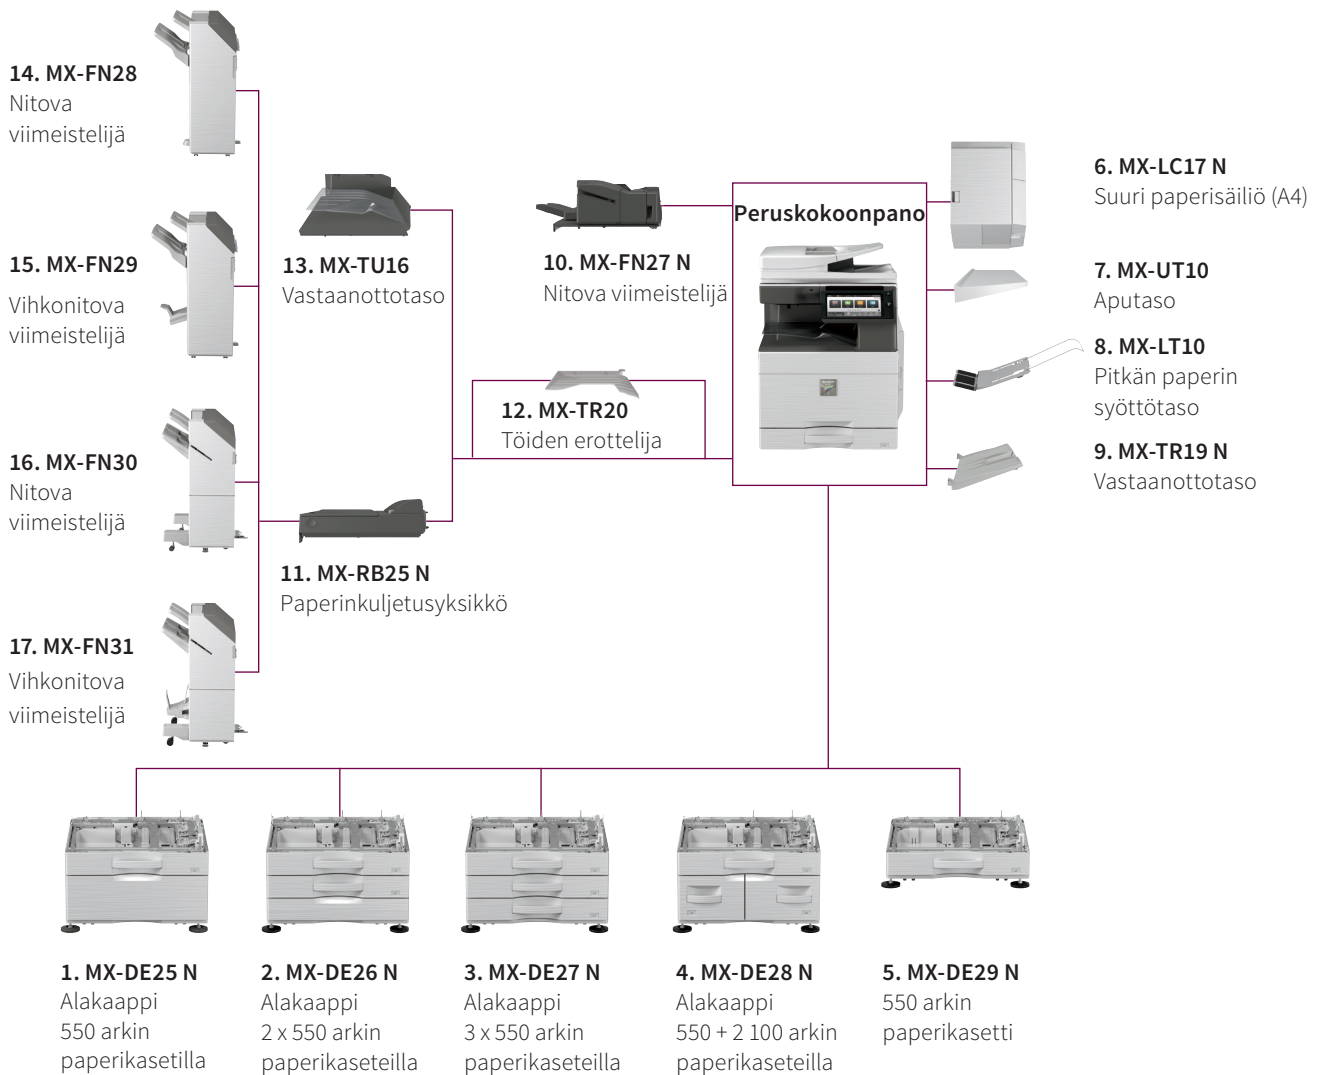 14. MX-FN28
Nitova
viimeistelijä
15. MX-FN29
Vihkonitova
viimeistelijä
16. MX-FN30
Nitova
viimeistelijä
17. MX-FN31
Vihkonitova
viimeistelijä
13. MX-TU16
Vastaanottotaso
11. MX-RB25 N
Paperinkuljetusyksikkö
10. MX-FN27 N
Nitova viimeistelijä
12. MX-TR20
Töiden erottelija
Peruskokoonpano
6. MX-LC17 N
Suuri paperisäiliö (A4)
7. MX-UT10
Aputaso
8. MX-LT10
Pitkän paperin
syöttötaso
9. MX-TR19 N
Vastaanottotaso
1. MX-DE25 N
Alakaappi
550 arkin
paperikasetilla
2. MX-DE26 N
Alakaappi
2 x 550 arkin
paperikaseteilla
3. MX-DE27 N
Alakaappi
3 x 550 arkin
paperikaseteilla
4. MX-DE28 N
Alakaappi
550 + 2 100 arkin
paperikaseteilla
5. MX-DE29 N
550 arkin
paperikasetti